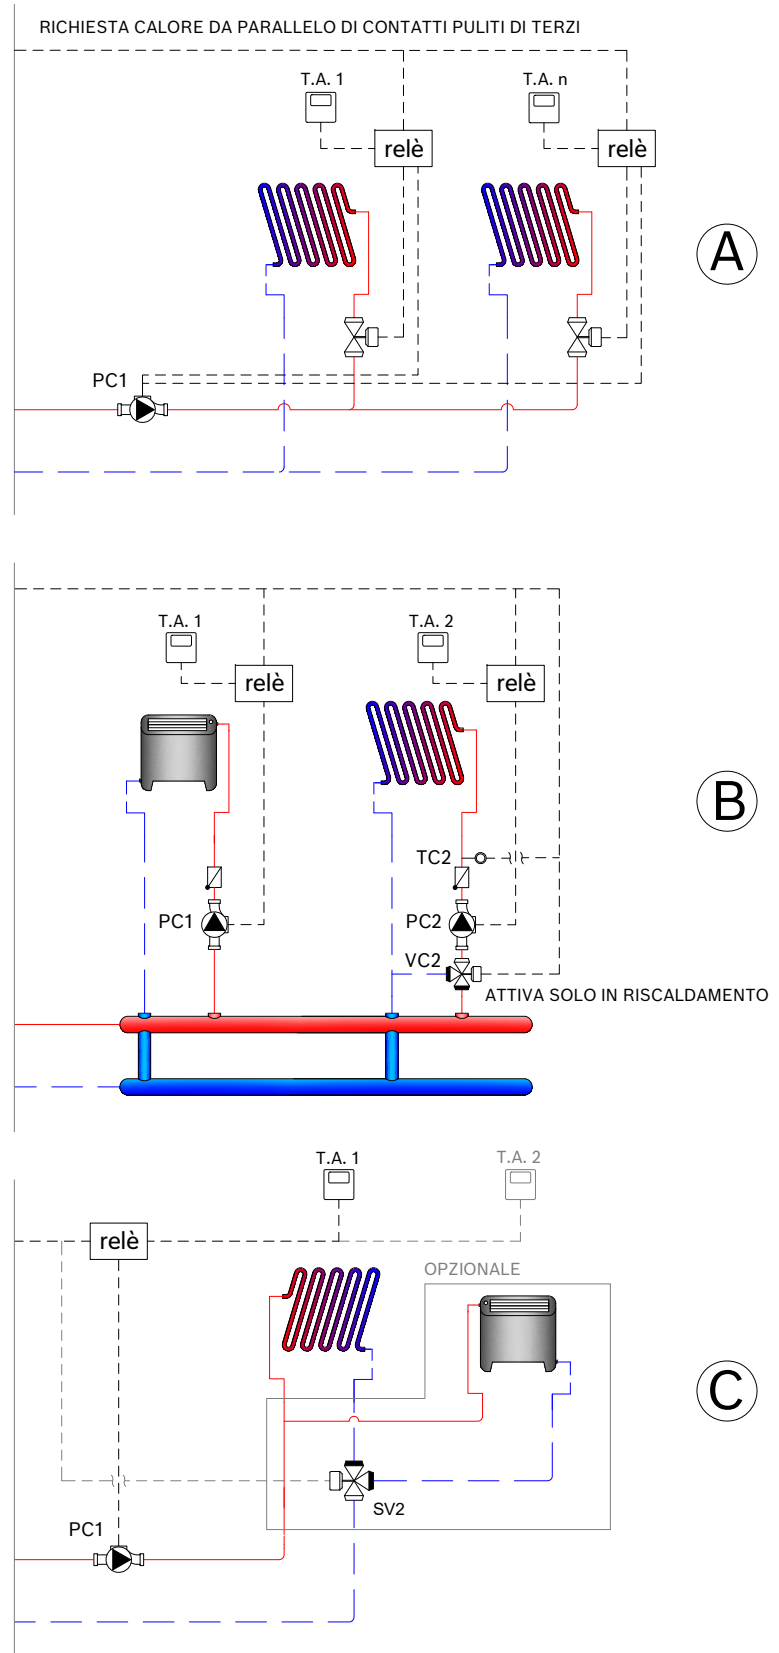 RICHIESTA CALORE DA PARALLELO DI CONTATTI PULITI DI TERZI
T.A. 1
T.A. n
relè
relè
A
PC1
T.A. 1
T.A. 2
relè
relè
B
TC2
PC1
PC2
VC2
ATTIVA SOLO IN RISCALDAMENTO
T.A. 1
T.A. 2
relè
OPZIONALE
C
SV2
PC1